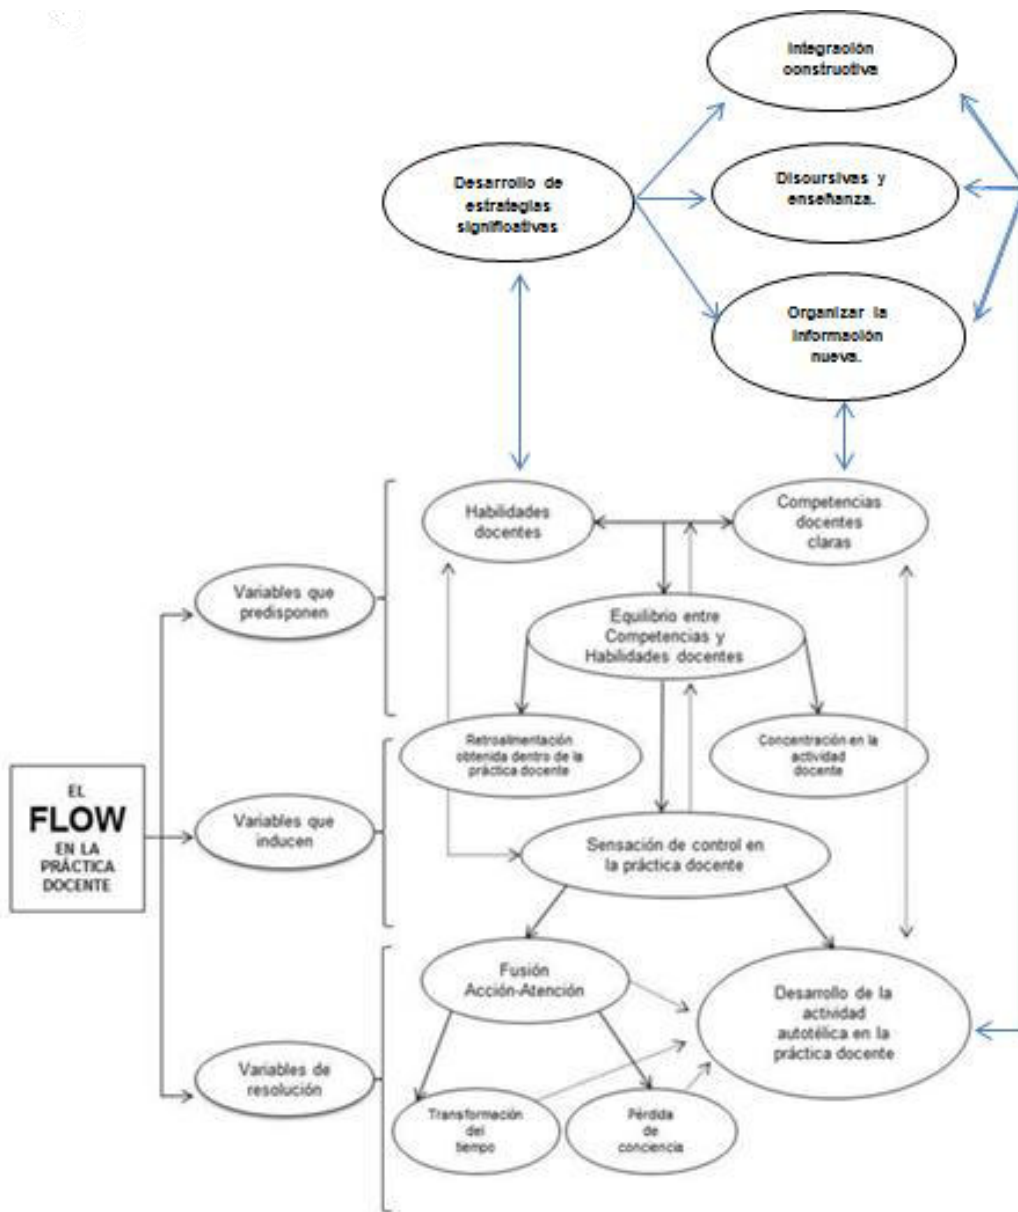 Integración
constructiva
Desarrollo de
estrategias
significativas
Discursivas y
enseñanza.
Organizar la
información
nueva.
Habilidades
docentes
Competencias
docentes
claras
Variables que
predisponen
Equilibrio entre
Competencias y
Habilidades docentes
Retroalimentación
obtenida dentro de la
práctica docente
Concentración en la
actividad
docente
EL
FLOW
EN LA
PRÁCTICA
DOCENTE
Variables que
inducen
Sensación de control en
la práctica docente
Fusión
Acción-Atención
Desarrollo de la
actividad
autotélica en la
práctica docente
Variables de
resolución
Transformación
del
tiempo
Pérdida
de
conciencia